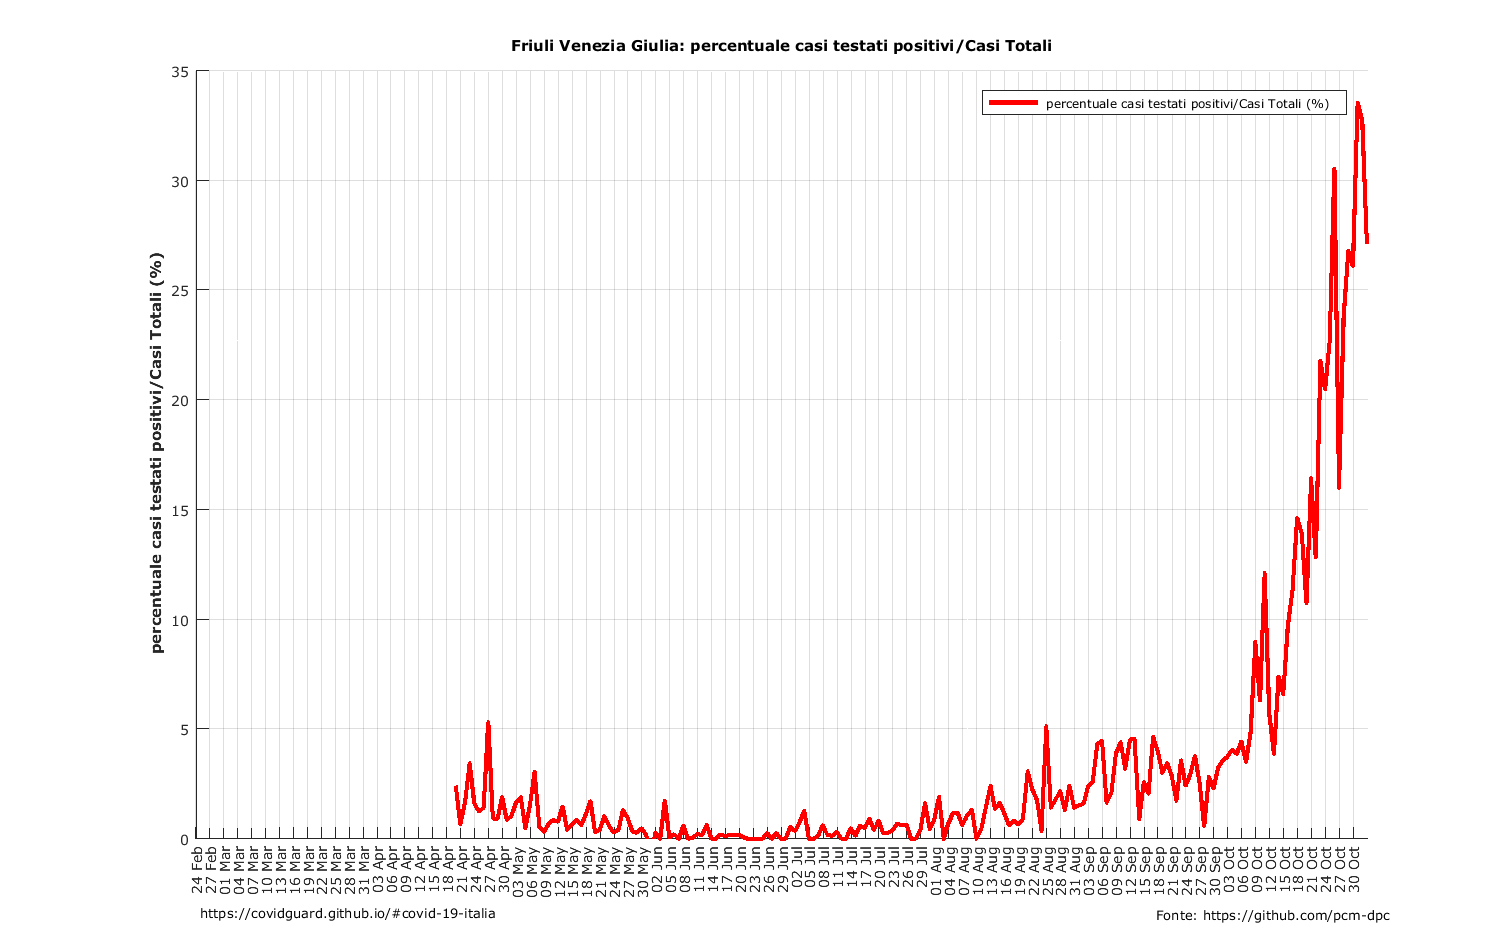 Friuli Venezia Giulia: percentuale casi testati positivi/Casi Totali
percentuale casi testati positivi/Casi Totali (%)
percentuale casi testati positivi/Casi Totali (%)
35
30
25
20
15
10
5
0
24 Feb
27 Feb
01 Mar
04 Mar
07 Mar
10 Mar
13 Mar
16 Mar
19 Mar
22 Mar
25 Mar
28 Mar
31 Mar
03 Apr
06 Apr
09 Apr
12 Apr
15 Apr
18 Apr
21 Apr
24 Apr
27 Apr
30 Apr
03 May
06 May
09 May
12 May
15 May
18 May
21 May
24 May
27 May
30 May
02 Jun
05 Jun
08 Jun
11 Jun
14 Jun
17 Jun
20 Jun
23 Jun
26 Jun
29 Jun
02 Jul
05 Jul
08 Jul
11 Jul
14 Jul
17 Jul
20 Jul
23 Jul
26 Jul
29 Jul
01 Aug
04 Aug
07 Aug
10 Aug
13 Aug
16 Aug
19 Aug
22 Aug
25 Aug
28 Aug
31 Aug
03 Sep
06 Sep
09 Sep
12 Sep
15 Sep
18 Sep
21 Sep
24 Sep
27 Sep
30 Sep
03 Oct
06 Oct
09 Oct
12 Oct
15 Oct
18 Oct
21 Oct
24 Oct
27 Oct
30 Oct
https://covidguard.github.io/#covid-19-italia
Fonte: https://github.com/pcm-dpc